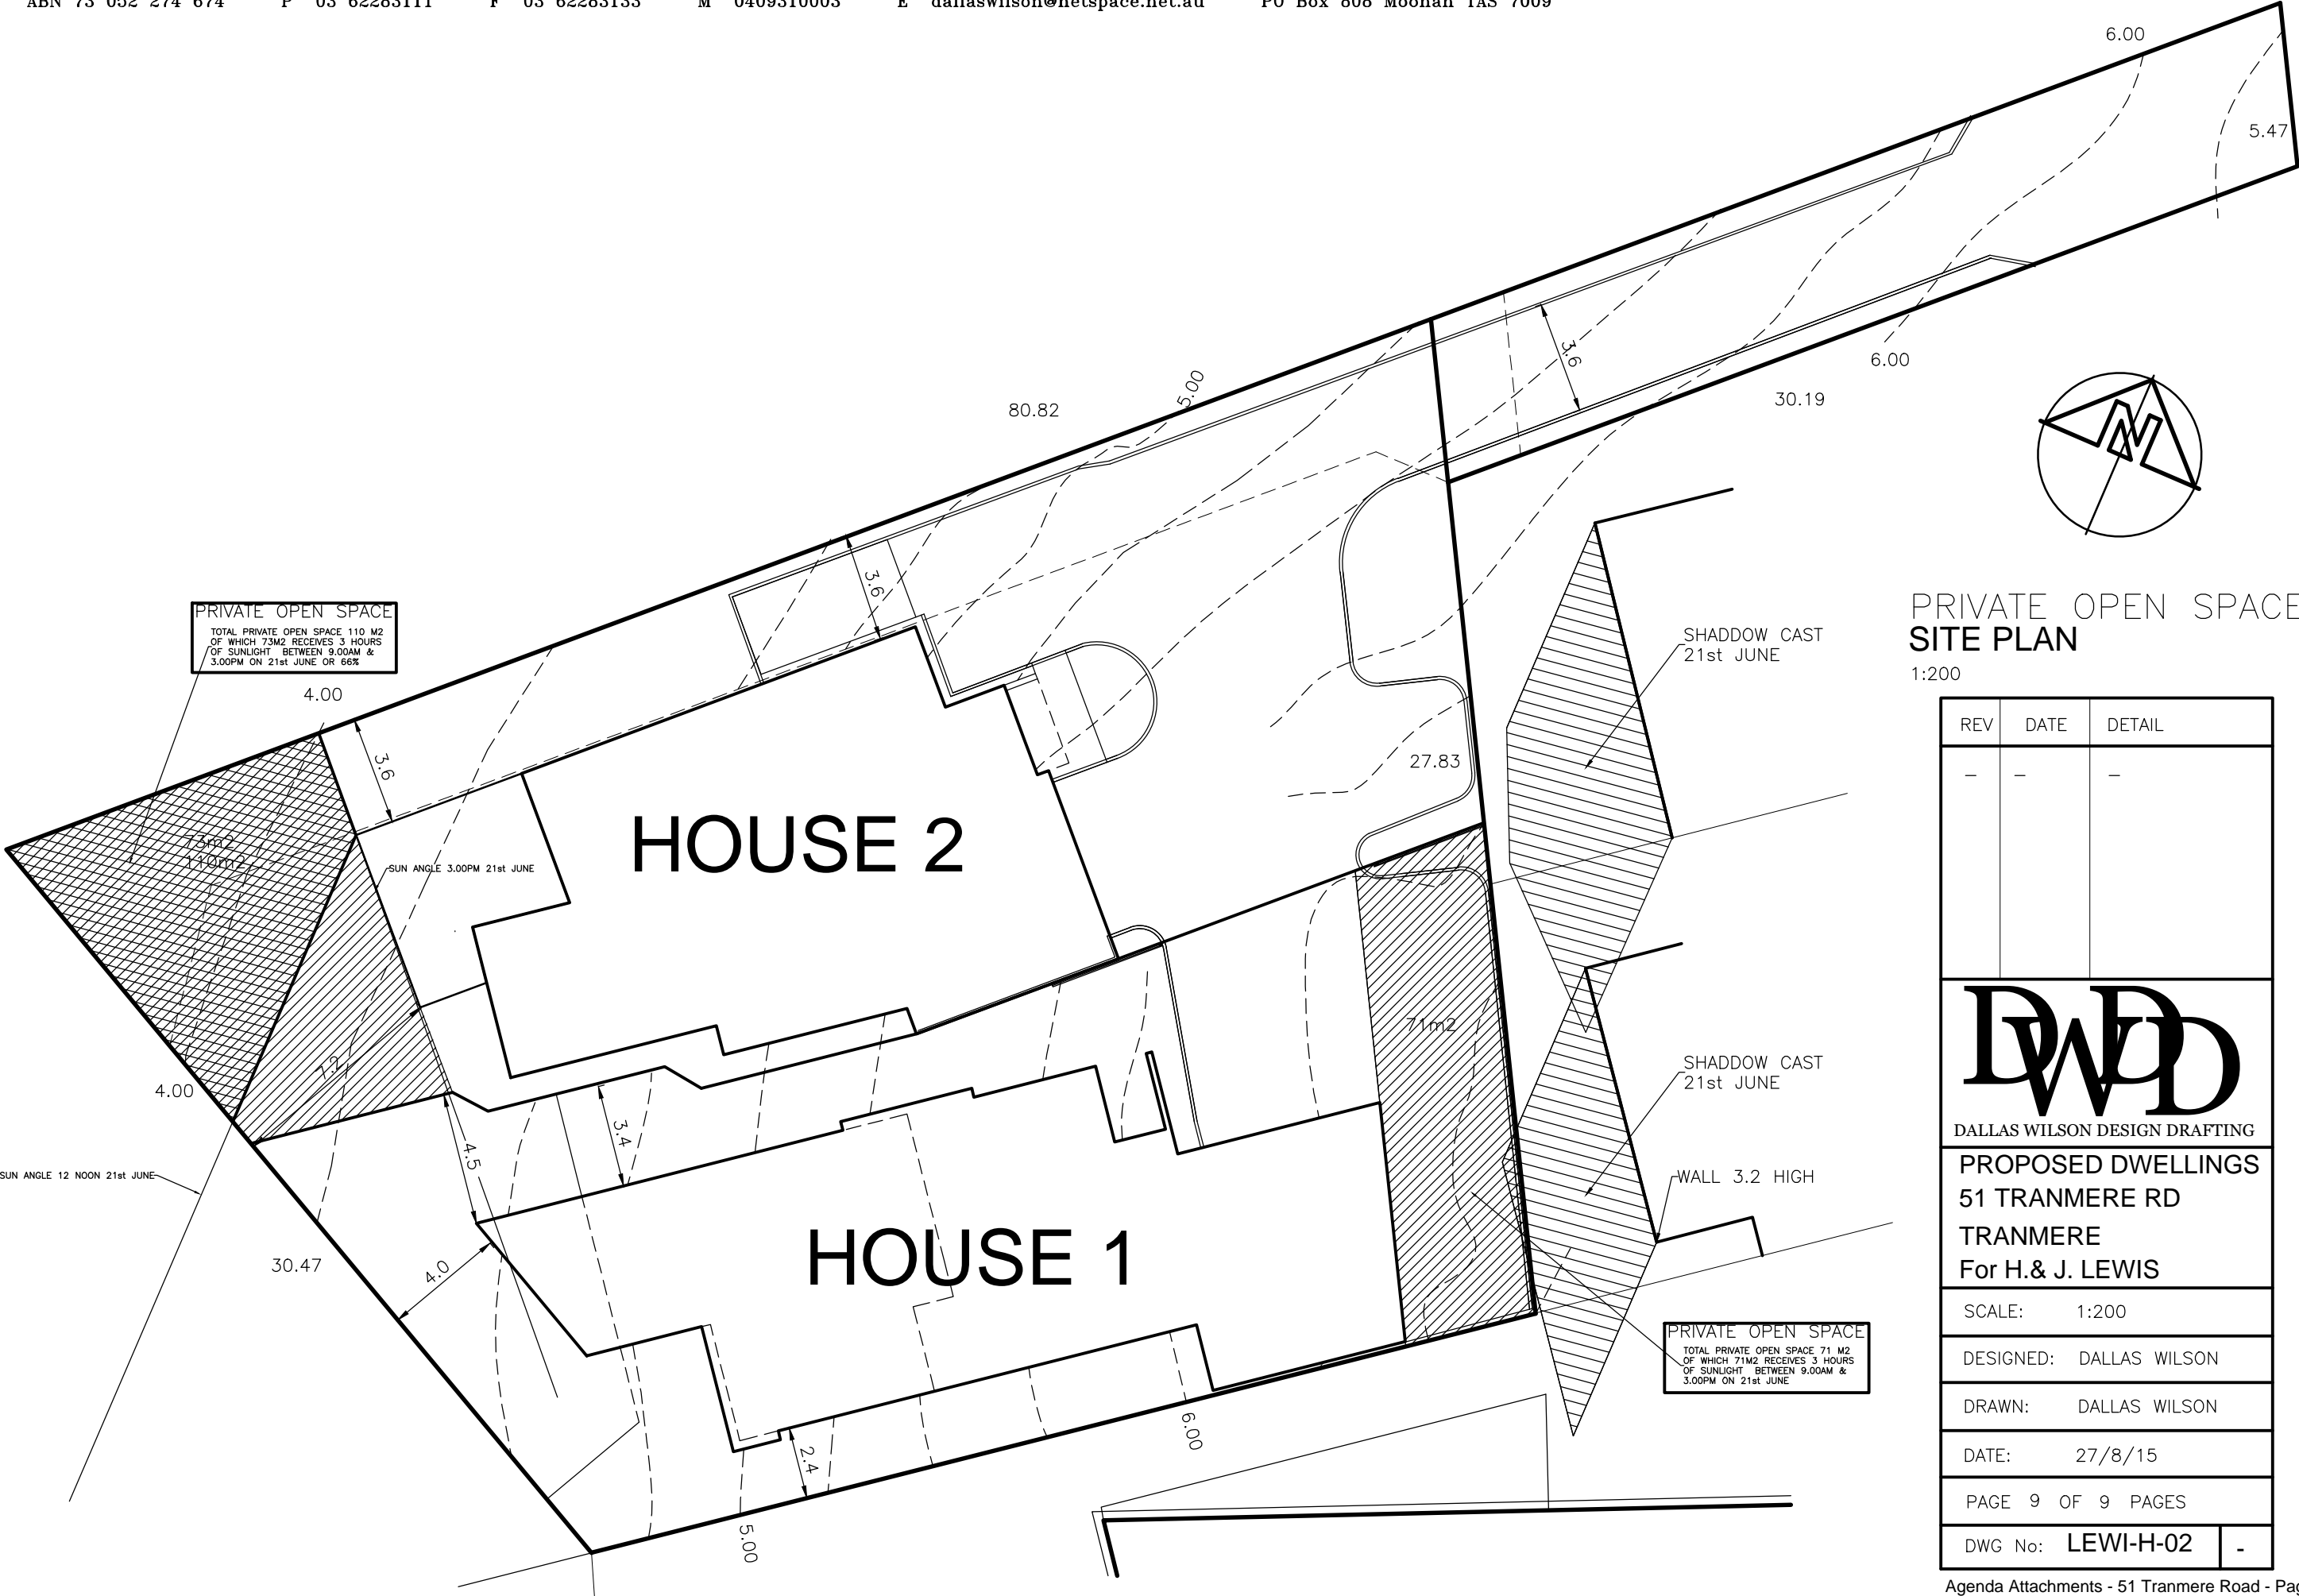 ABN 73 052 274 674 P 03 62283111 F 03 62283133 M 0409310003 E dallaswilson@netspace.net.au PO Box 808 Moonah TAS 7009
6.00
5.47
3.6
6.00
30.19
80.82
5.00
3.6
PRIVATE OPEN SPACE
TOTAL PRIVATE OPEN SPACE 110 M2
OF WHICH 73M2 RECEIVES 3 HOURS
OF SUNLIGHT BETWEEN 9.00AM &
3.00PM ON 21st JUNE OR 66%
4.00
3.6
73m2
110m2
SUN ANGLE 3.00PM 21st JUNE
HOUSE 2
27.83
SHADDOW CAST
21st JUNE
7.2
4.00
71m2
SHADDOW CAST
21st JUNE
WALL 3.2 HIGH
4.5
3.4
SUN ANGLE 12 NOON 21st JUNE
30.47
4.0
HOUSE 1
PRIVATE OPEN SPACE
TOTAL PRIVATE OPEN SPACE 71 M2
OF WHICH 71M2 RECEIVES 3 HOURS
OF SUNLIGHT BETWEEN 9.00AM &
3.00PM ON 21st JUNE
2.4
6.00
5.00
N
PRIVATE OPEN SPACE
SITE PLAN
1:200
REV DATE DETAIL
– – –
DWDD
DALLAS WILSON DESIGN DRAFTING
PROPOSED DWELLINGS
51 TRANMERE RD
TRANMERE
For H.& J. LEWIS
SCALE: 1:200
DESIGNED: DALLAS WILSON
DRAWN: DALLAS WILSON
DATE: 27/8/15
PAGE 9 OF 9 PAGES
DWG No: LEWI-H-02 -
Agenda Attachments - 51 Tranmere Road - Pag